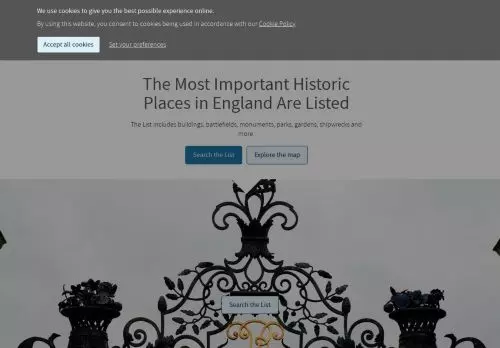 We use cookies to give you the best possible experience online.
By using this website, you consent to cookies being used in accordance with our Cookie Policy.
Accept all cookies
Set your preferences
The Most Important Historic
Places in England Are Listed
The List includes buildings, battlefields, monuments, parks, gardens, shipwrecks and
more
Search the List
Explore the map
Search the List